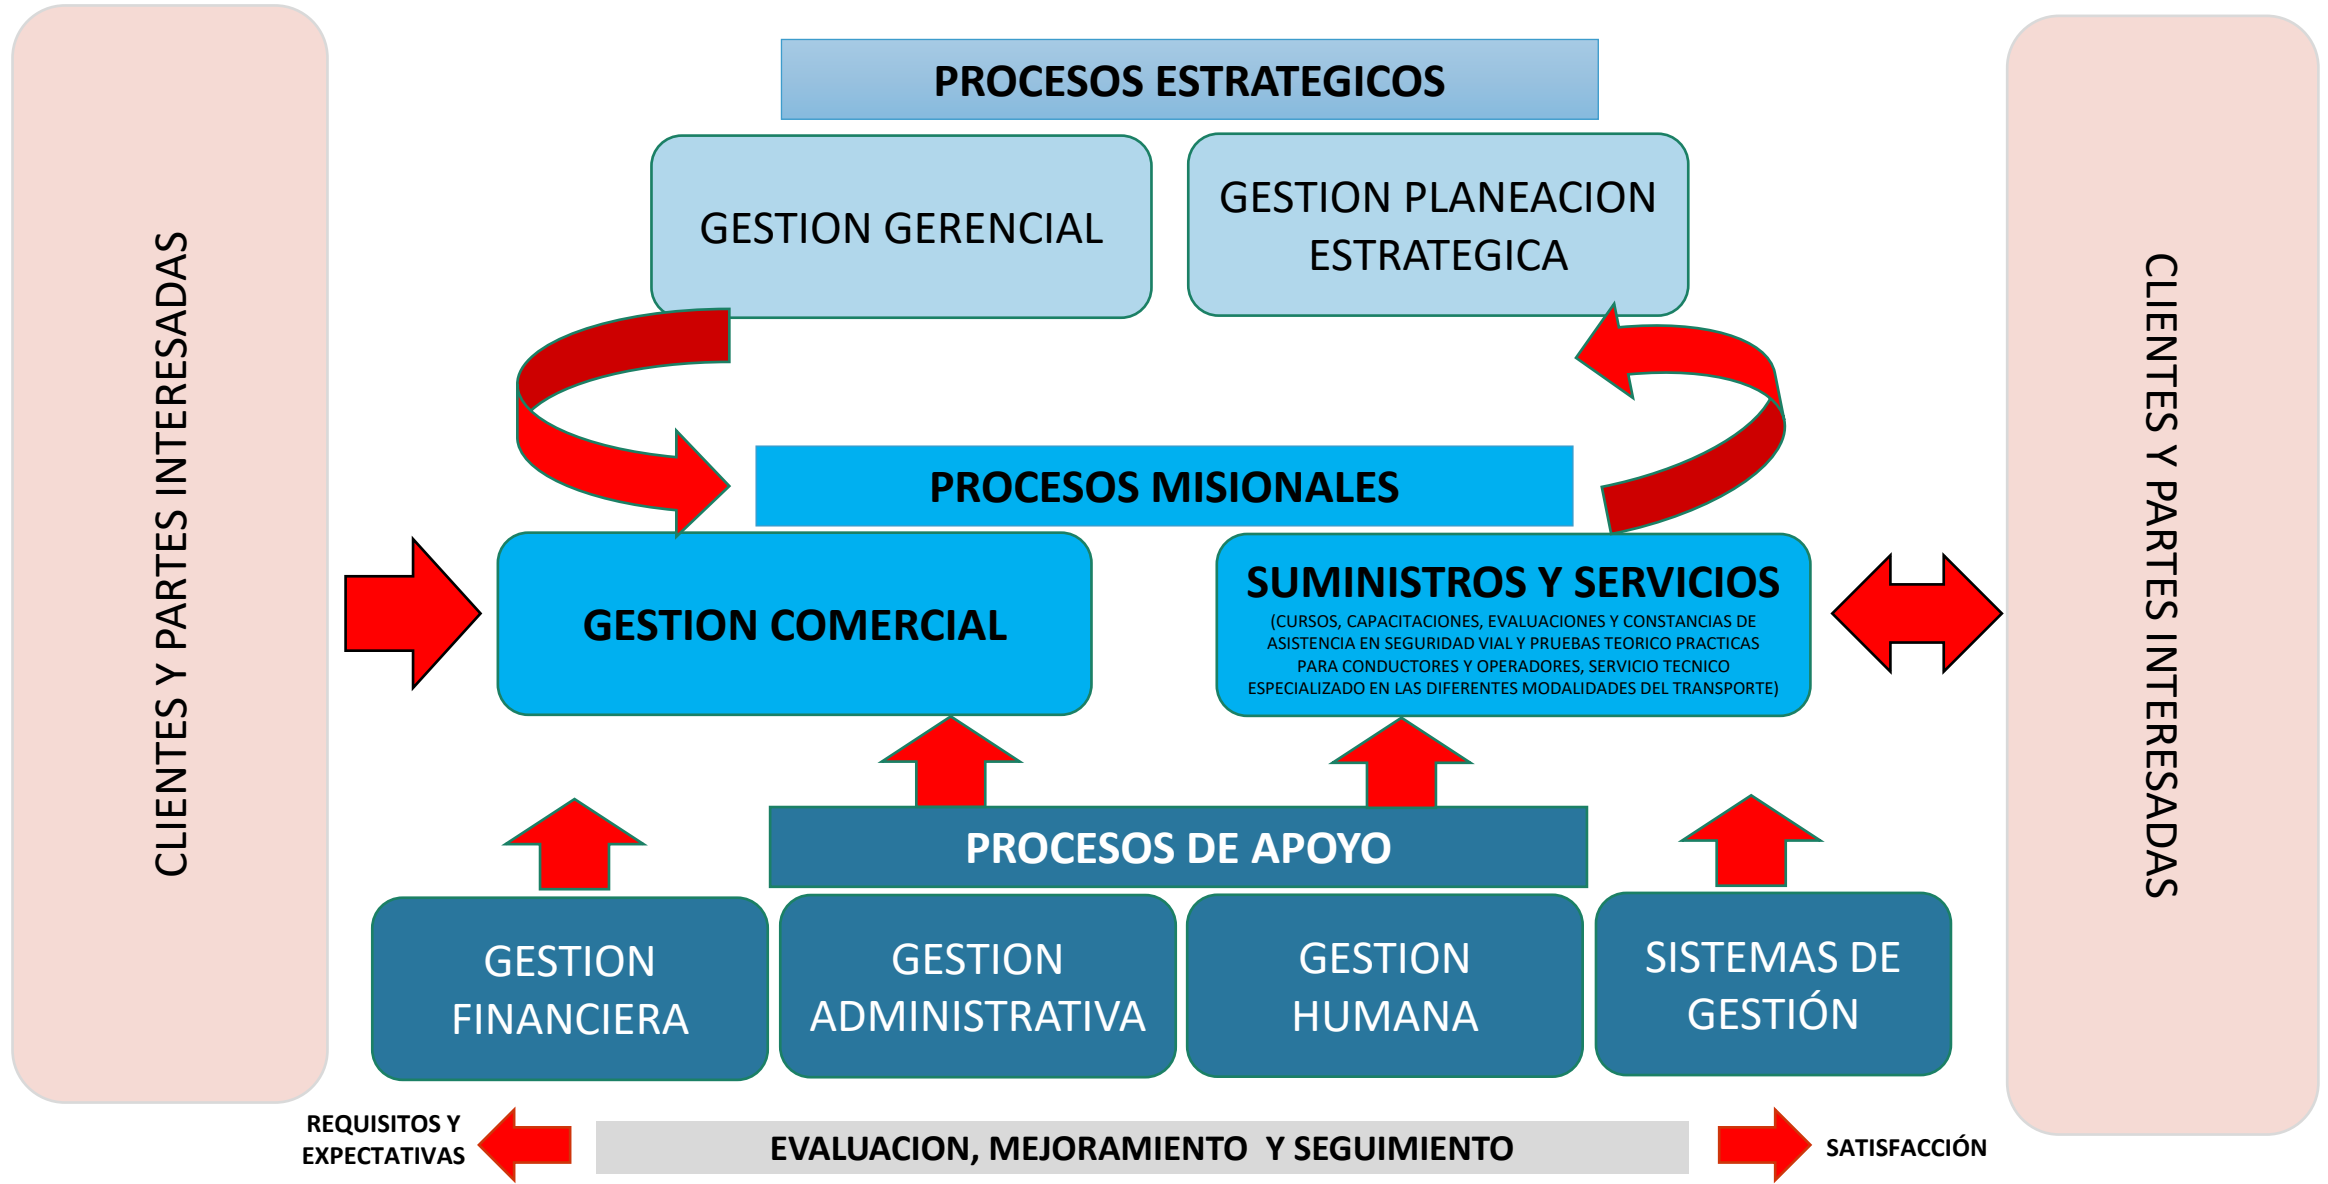 PROCESOS ESTRATEGICOS
GESTION GERENCIAL
GESTION PLANEACION
ESTRATEGICA
CLIENTES Y PARTES INTERESADAS
PROCESOS MISIONALES
GESTION COMERCIAL
SUMINISTROS Y SERVICIOS
(CURSOS, CAPACITACIONES, EVALUACIONES Y CONSTANCIAS DE
ASISTENCIA EN SEGURIDAD VIAL Y PRUEBAS TEORICO PRACTICAS
PARA CONDUCTORES Y OPERADORES, SERVICIO TECNICO
ESPECIALIZADO EN LAS DIFERENTES MODALIDADES DEL TRANSPORTE)
CLIENTES Y PARTES INTERESADAS
PROCESOS DE APOYO
GESTION
FINANCIERA
GESTION
ADMINISTRATIVA
GESTION
HUMANA
SISTEMAS DE
GESTIÓN
REQUISITOS Y
EXPECTATIVAS
EVALUACION, MEJORAMIENTO  Y SEGUIMIENTO
SATISFACCIÓN